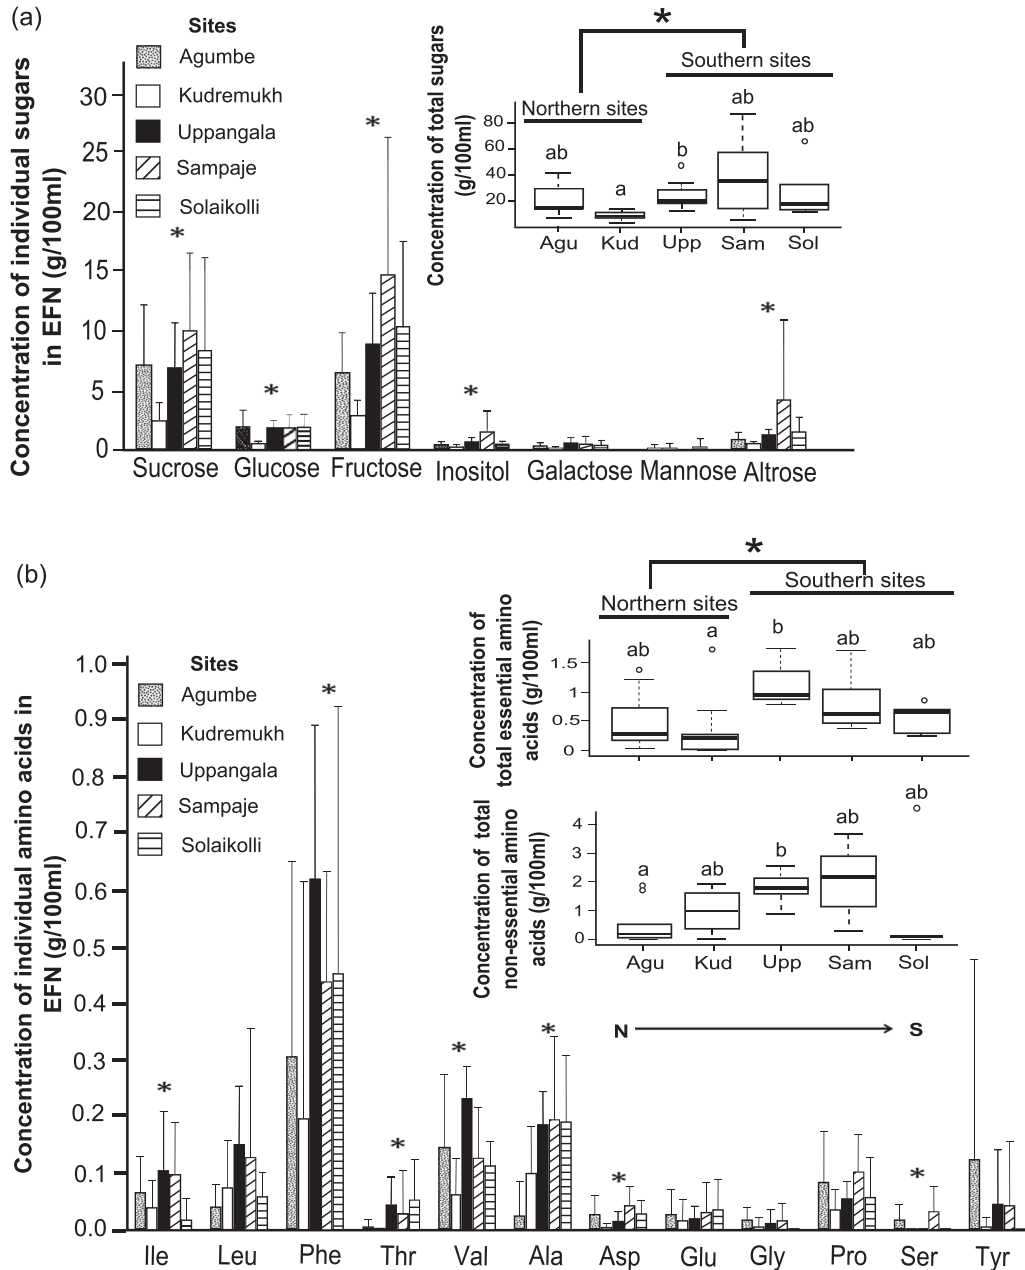 (a)
Sites
Agumbe
Kudremukh
Uppangala
Sampaje
Solaikolli
Concentration of individual sugars
in EFN (g/100ml)
30
25
20
15
10
5
0
*
*
*
*
*
Sucrose Glucose Fructose Inositol Galactose Mannose Altrose
*
Southern sites
Northern sites
Concentration of total sugars
(g/100ml)
80
60
40
20
ab
a
b
ab
ab
Agu Kud Upp Sam Sol
(b)
Sites
Agumbe
Kudremukh
Uppangala
Sampaje
Solaikolli
Concentration of individual amino acids in
EFN (g/100ml)
1.0
0.9
0.8
0.7
0.6
0.5
0.4
0.3
0.2
0.1
0.0
*
*
*
*
*
*
*
Ile Leu Phe Thr Val Ala Asp Glu Gly Pro Ser Tyr
*
Southern sites
Northern sites
Concentration of
total essential amino
acids (g/100ml)
1.5
1
0.5
0
ab
a
b
ab
ab
Concentration of total
non-essential amino
acids (g/100ml)
4
3
2
1
0
a
ab
b
ab
ab
Agu Kud Upp Sam Sol
N S